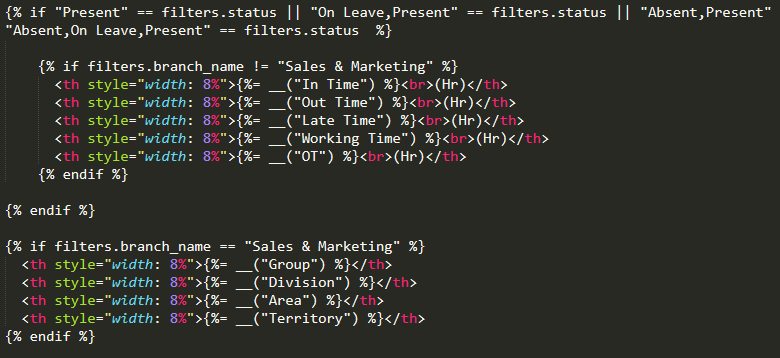 {% if "Present" == filters.status || "On Leave,Present" == filters.status || "Absent,Present"
"Absent,On Leave,Present" == filters.status  %}
{% if filters.branch_name != "Sales & Marketing" %}
<th style="width: 8%">{%= __("In Time") %}<br>(Hr)</th>
<th style="width: 8%">{%= __("Out Time") %}<br>(Hr)</th>
<th style="width: 8%">{%= __("Late Time") %}<br>(Hr)</th>
<th style="width: 8%">{%= __("Working Time") %}<br>(Hr)</th>
<th style="width: 8%">{%= __("OT") %}<br>(Hr)</th>
{% endif %}
{% endif %}
{% if filters.branch_name == "Sales & Marketing" %}
<th style="width: 8%">{%= __("Group") %}</th>
<th style="width: 8%">{%= __("Division") %}</th>
<th style="width: 8%">{%= __("Area") %}</th>
<th style="width: 8%">{%= __("Territory") %}</th>
{% endif %}